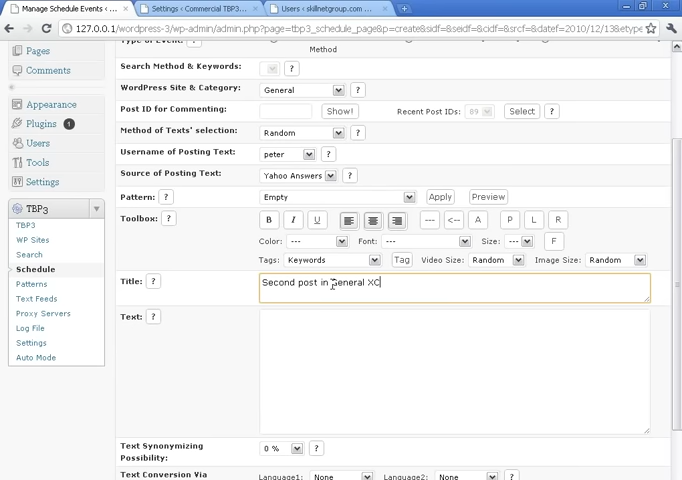 Manage Schedule Events ‹ ...
Settings ‹ Commercial TBP3...
Users ‹ skillnetgroup.com ...
127.0.0.1/wordpress-3/wp-admin/admin.php?page=tbp3_schedule_page&p=create&sidf=&seidf=&cidf=&srcf=&datef=2010/12/13&etype
Pages
Comments
Appearance
Plugins 1
Users
Tools
Settings
TBP3
TBP3
WP Sites
Search
Schedule
Patterns
Text Feeds
Proxy Servers
Log File
Settings
Auto Mode
Type of Event:
Method
Search Method & Keywords: ?
WordPress Site & Category: General ?
Post ID for Commenting: Show! Recent Post IDs: 89 Select ?
Method of Texts' selection: Random ?
Username of Posting Text: peter ?
Source of Posting Text: Yahoo Answers ?
Pattern: ? Empty Apply Preview
Toolbox: ? B I U --- <-- A P L R
Color: --- Font: --- Size: --- F
Tags: Keywords Tag Video Size: Random Image Size: Random
Title: ? Second post in General XC
Text: ?
Text Synonymizing
Possibility: 0 % ?
Text Conversion Via Language1: None Language2: None ?